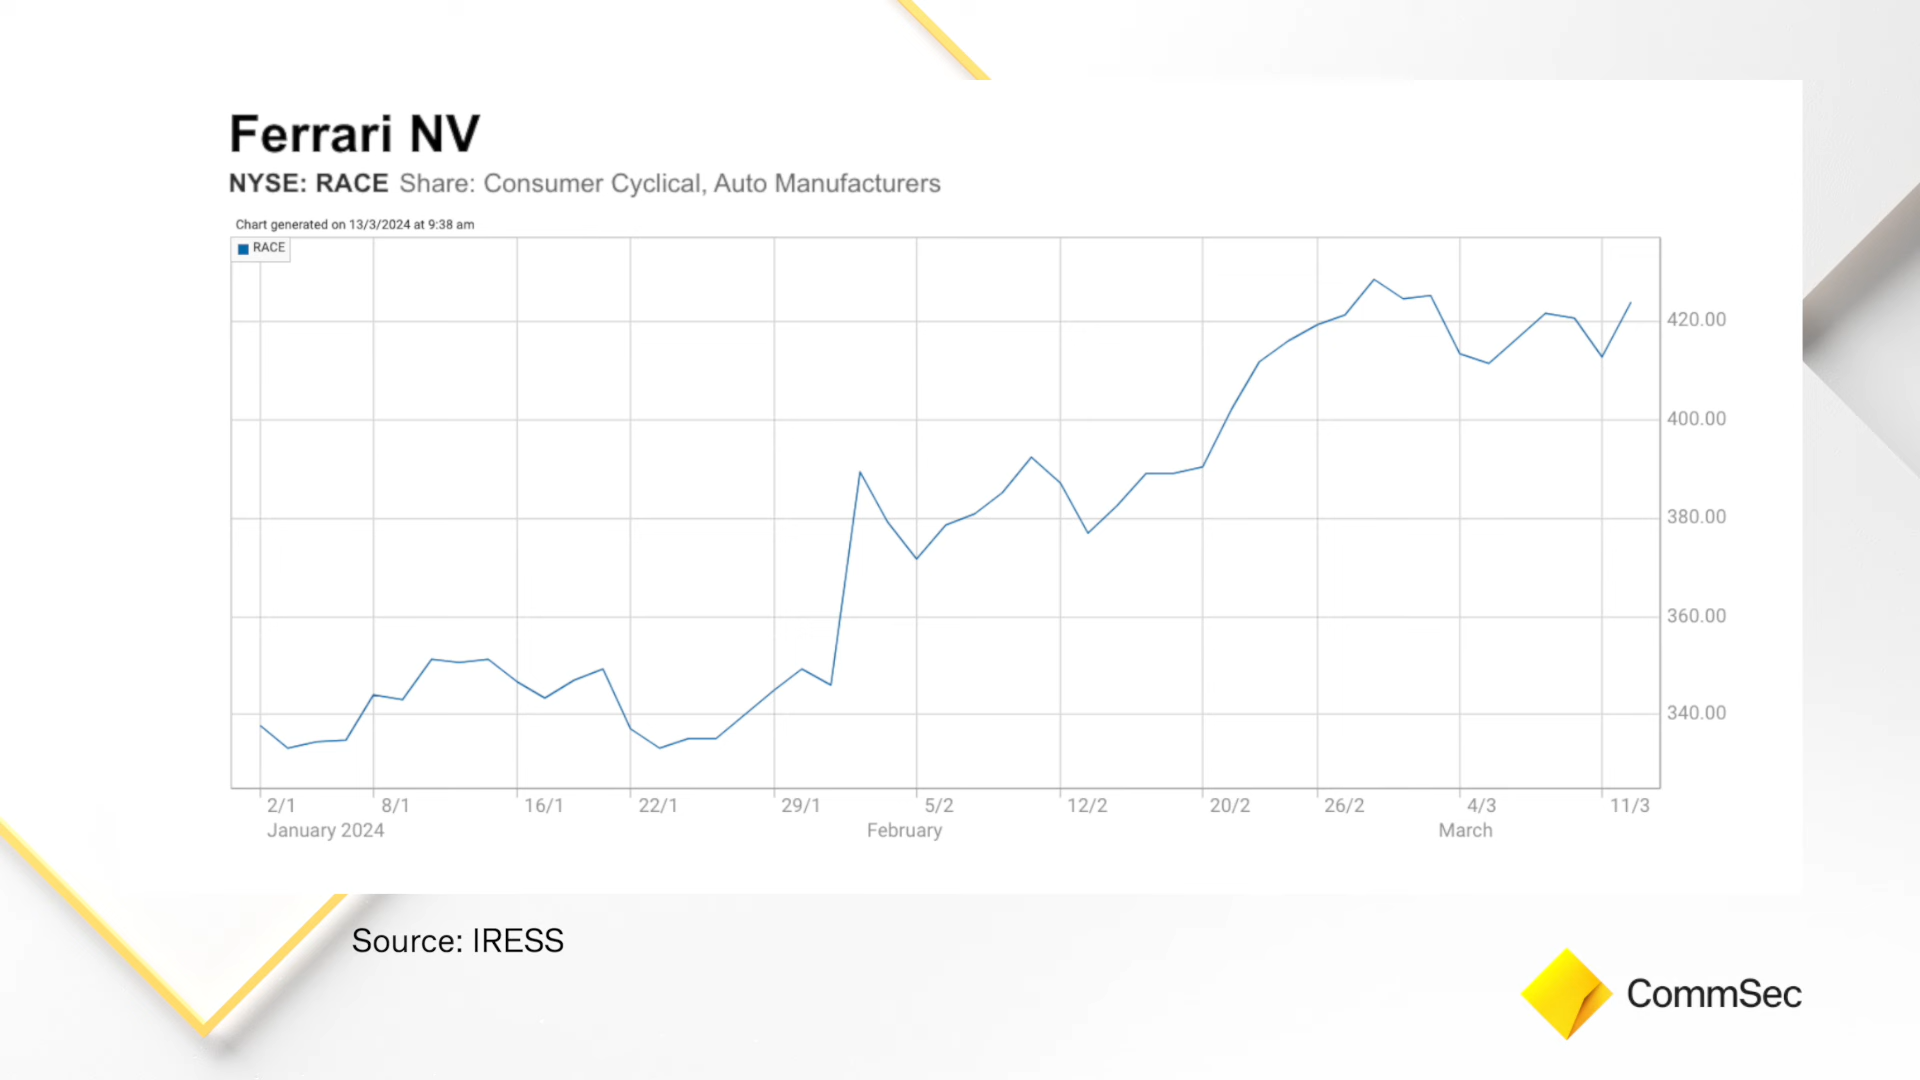 Ferrari NV
NYSE: RACE Share: Consumer Cyclical, Auto Manufacturers
Chart generated on 13/3/2024 at 9:38 am
RACE
420.00
400.00
380.00
360.00
340.00
2/1 8/1 16/1 22/1 29/1 5/2 12/2 20/2 26/2 4/3 11/3
January 2024 February March
Source: IRESS
CommSec